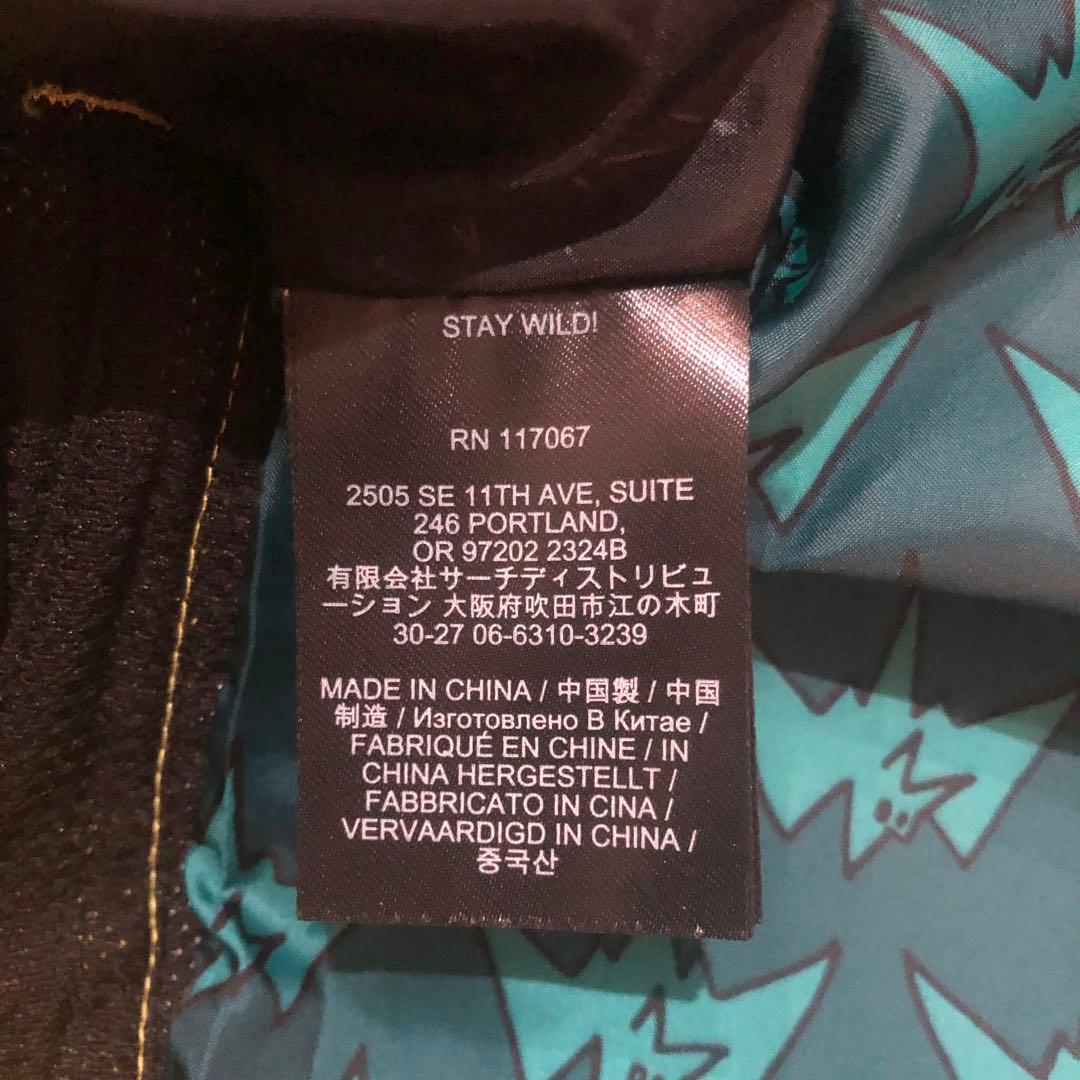 STAY WILD!
RN 117067
2505 SE 11TH AVE, SUITE
246 PORTLAND,
OR 97202 2324B
有限会社サーチディストリビュ
ーション 大阪府吹田市江の木町
30-27 06-6310-3239
MADE IN CHINA / 中国製 / 中国
制造 / Изготовлено В Китае /
FABRIQUÉ EN CHINE / IN
CHINA HERGESTELLT /
FABBRICATO IN CINA /
VERVAARDIGD IN CHINA /
중국산